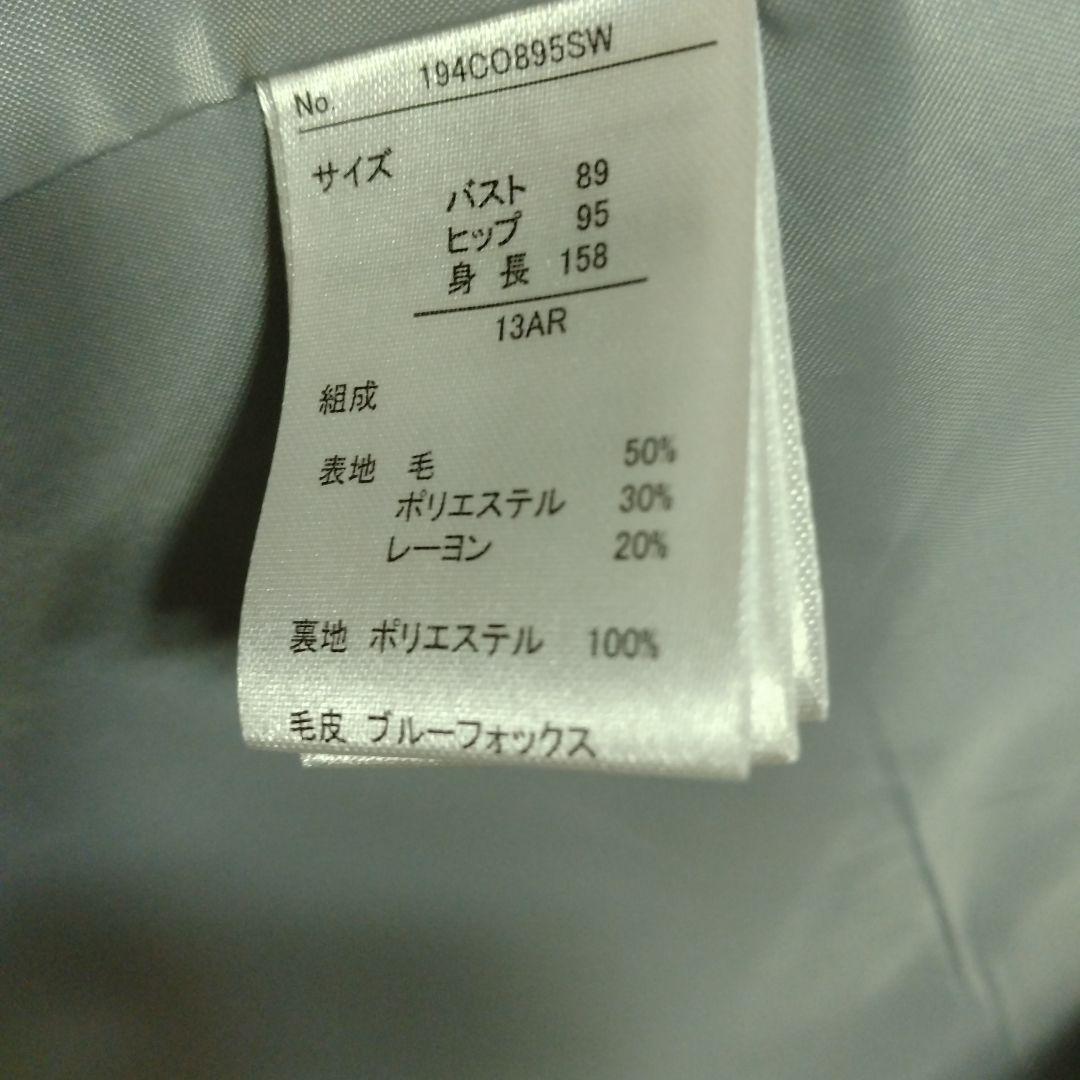 No. 194CO895SW
サイズ
バスト 89
ヒップ 95
身長 158
13AR
組成
表地 毛 50%
ポリエステル 30%
レーヨン 20%
裏地 ポリエステル 100%
毛皮 ブルーフォックス